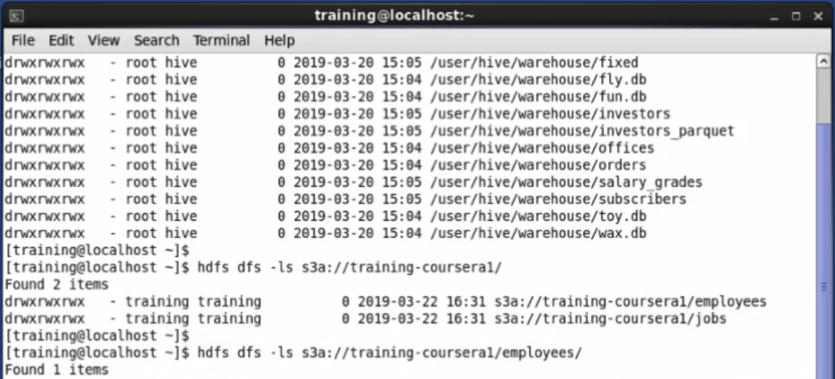 training@localhost:~
File Edit View Search Terminal Help
drwxrwxrwx   - root hive          0 2019-03-20 15:05 /user/hive/warehouse/fixed
drwxrwxrwx   - root hive          0 2019-03-20 15:04 /user/hive/warehouse/fly.db
drwxrwxrwx   - root hive          0 2019-03-20 15:04 /user/hive/warehouse/fun.db
drwxrwxrwx   - root hive          0 2019-03-20 15:05 /user/hive/warehouse/investors
drwxrwxrwx   - root hive          0 2019-03-20 15:05 /user/hive/warehouse/investors_parquet
drwxrwxrwx   - root hive          0 2019-03-20 15:04 /user/hive/warehouse/offices
drwxrwxrwx   - root hive          0 2019-03-20 15:04 /user/hive/warehouse/orders
drwxrwxrwx   - root hive          0 2019-03-20 15:05 /user/hive/warehouse/salary_grades
drwxrwxrwx   - root hive          0 2019-03-20 15:05 /user/hive/warehouse/subscribers
drwxrwxrwx   - root hive          0 2019-03-20 15:04 /user/hive/warehouse/toy.db
drwxrwxrwx   - root hive          0 2019-03-20 15:04 /user/hive/warehouse/wax.db
[training@localhost ~]$
[training@localhost ~]$ hdfs dfs -ls s3a://training-coursera1/
Found 2 items
drwxrwxrwx   - training training          0 2019-03-22 16:31 s3a://training-coursera1/employees
drwxrwxrwx   - training training          0 2019-03-22 16:31 s3a://training-coursera1/jobs
[training@localhost ~]$
[training@localhost ~]$ hdfs dfs -ls s3a://training-coursera1/employees/
Found 1 items